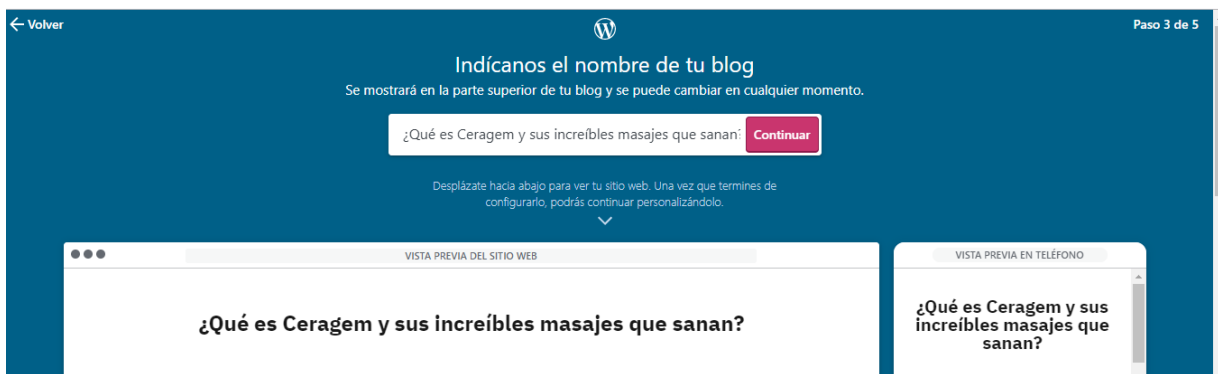 ← Volver
Paso 3 de 5
Indícanos el nombre de tu blog
Se mostrará en la parte superior de tu blog y se puede cambiar en cualquier momento.
¿Qué es Ceragem y sus increíbles masajes que sanan? Continuar
Desplázate hacia abajo para ver tu sitio web. Una vez que termines de
configurarlo, podrás continuar personalizándolo.
VISTA PREVIA DEL SITIO WEB
¿Qué es Ceragem y sus increíbles masajes que sanan?
VISTA PREVIA EN TELÉFONO
¿Qué es Ceragem y sus
increíbles masajes que
sanan?